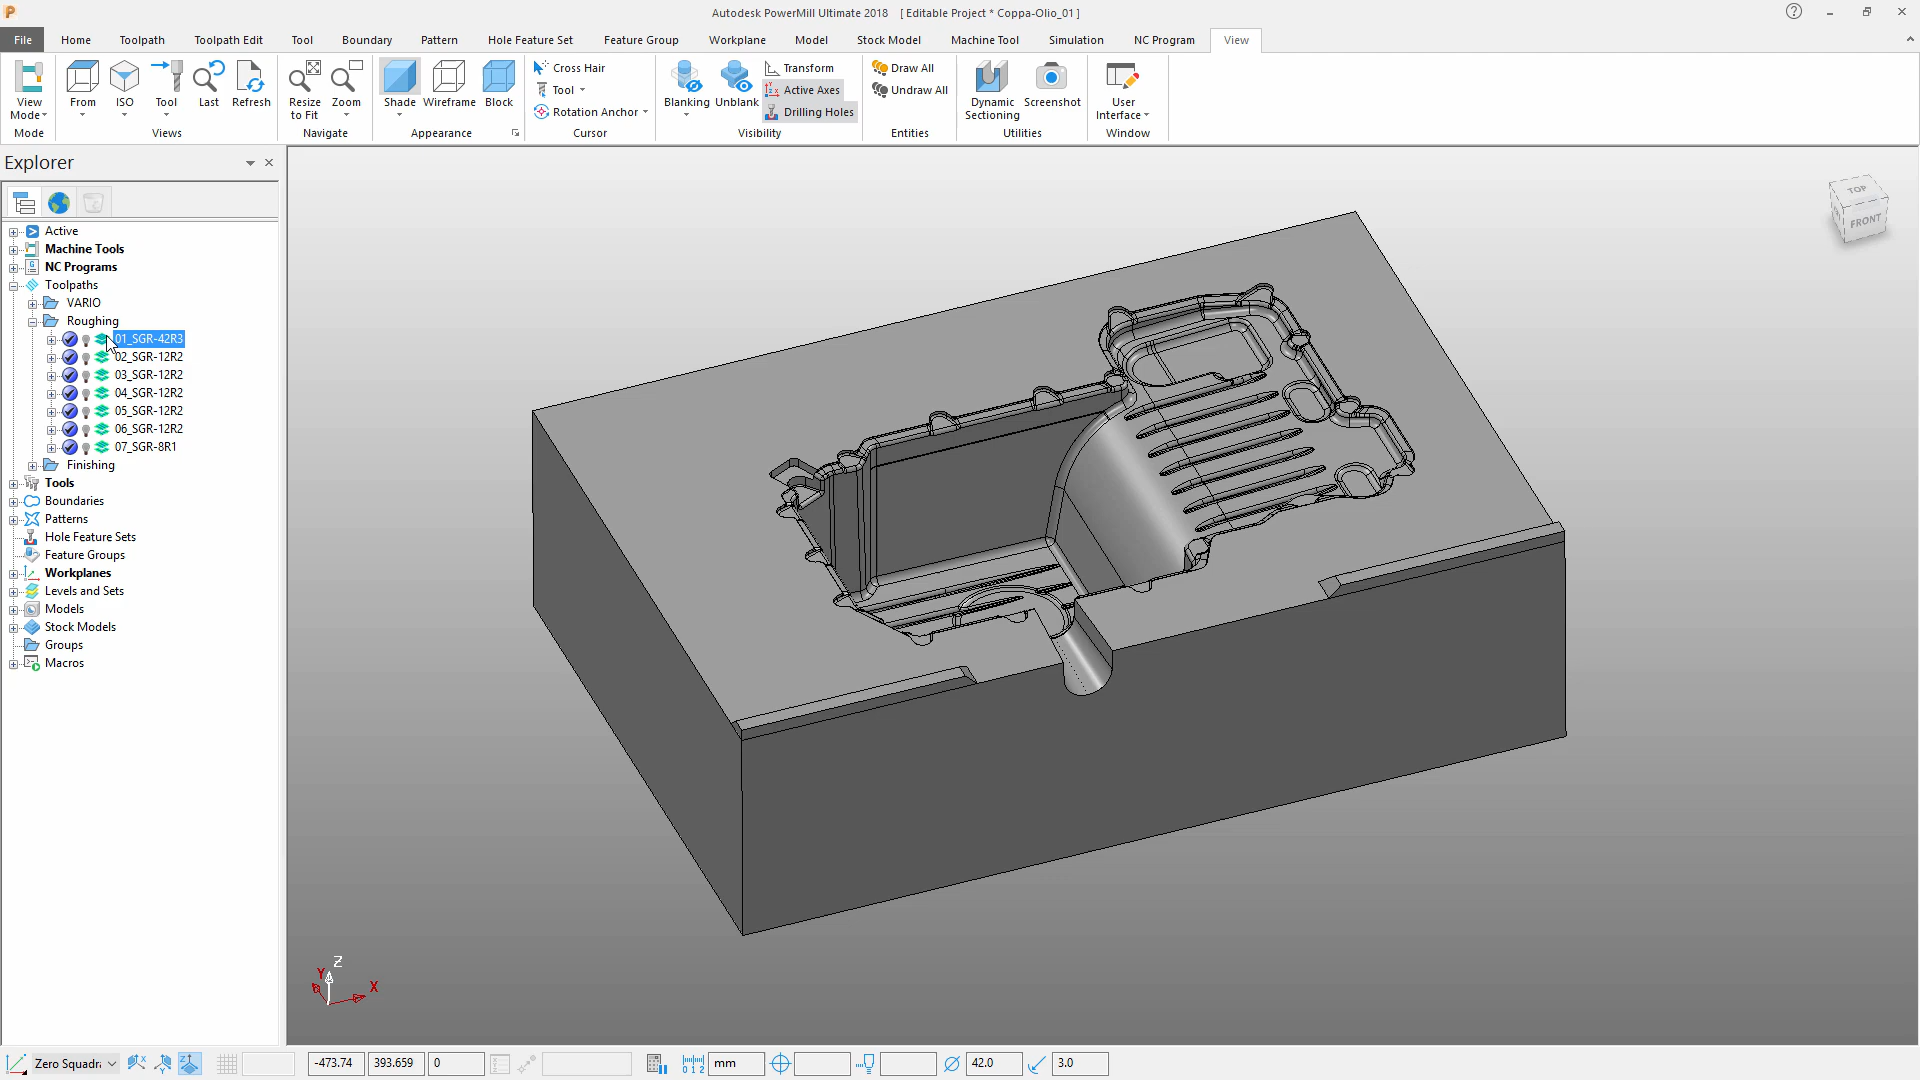 Autodesk PowerMill Ultimate 2018 [ Editable Project * Coppa-Olio_01 ]
File Home Toolpath Toolpath Edit Tool Boundary Pattern Hole Feature Set Feature Group Workplane Model Stock Model Machine Tool Simulation NC Program View
View Mode
Mode
From ISO Tool Last Refresh
Views
Resize to Fit Zoom
Navigate
Shade Wireframe Block
Appearance
Cross Hair
Tool
Rotation Anchor
Cursor
Blanking Unblank
Transform
Active Axes
Drilling Holes
Visibility
Draw All
Undraw All
Entities
Dynamic Sectioning Screenshot
Utilities
User Interface
Window
Explorer
Active
Machine Tools
NC Programs
Toolpaths
VARIO
Roughing
01_SGR-42R3
02_SGR-12R2
03_SGR-12R2
04_SGR-12R2
05_SGR-12R2
06_SGR-12R2
07_SGR-8R1
Finishing
Tools
Boundaries
Patterns
Hole Feature Sets
Feature Groups
Workplanes
Levels and Sets
Models
Stock Models
Groups
Macros
TOP
FRONT
Z
Y
X
Zero Squadr -473.74 393.659 0 mm 42.0 3.0